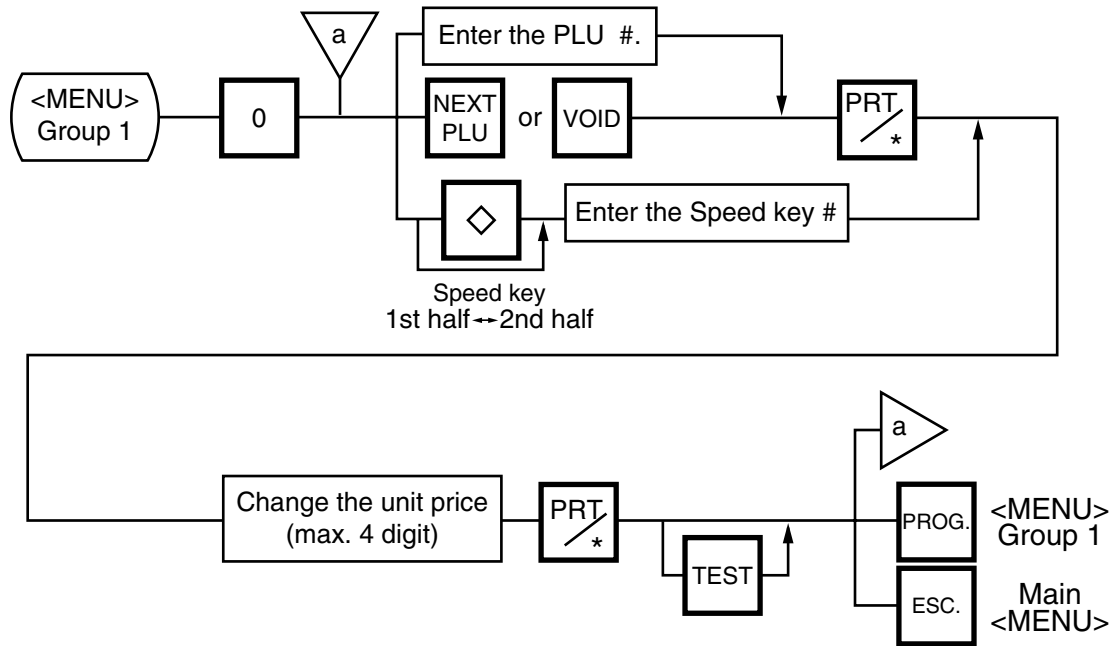 a
Enter the PLU #.
<MENU>
Group 1
0
NEXT
PLU
or
VOID
PRT
*
Enter the Speed key #
Speed key
1st half↔2nd half
a
Change the unit price
(max. 4 digit)
PRT
*
TEST
PROG.
<MENU>
Group 1
ESC.
Main
<MENU>